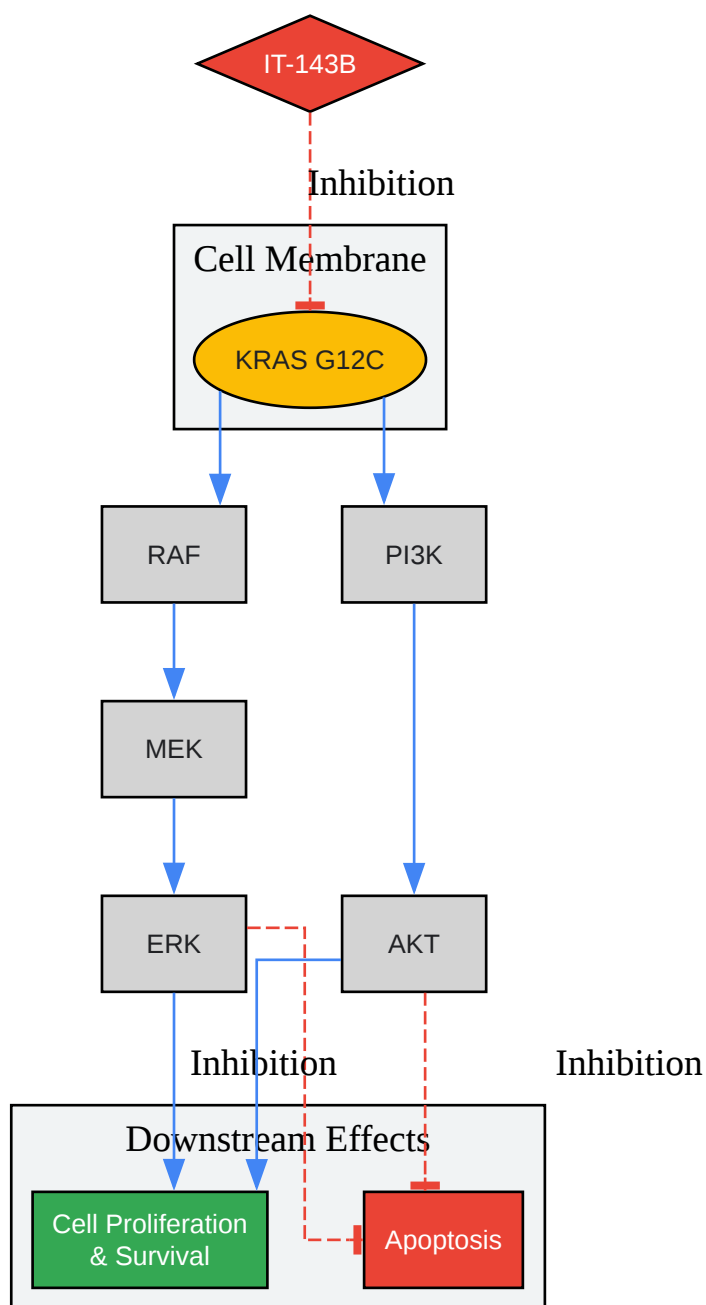 IT-143B
Inhibition
Cell Membrane
KRAS G12C
RAF
PI3K
MEK
ERK
AKT
Inhibition
Inhibition
Downstream Effects
Cell Proliferation
& Survival
Apoptosis